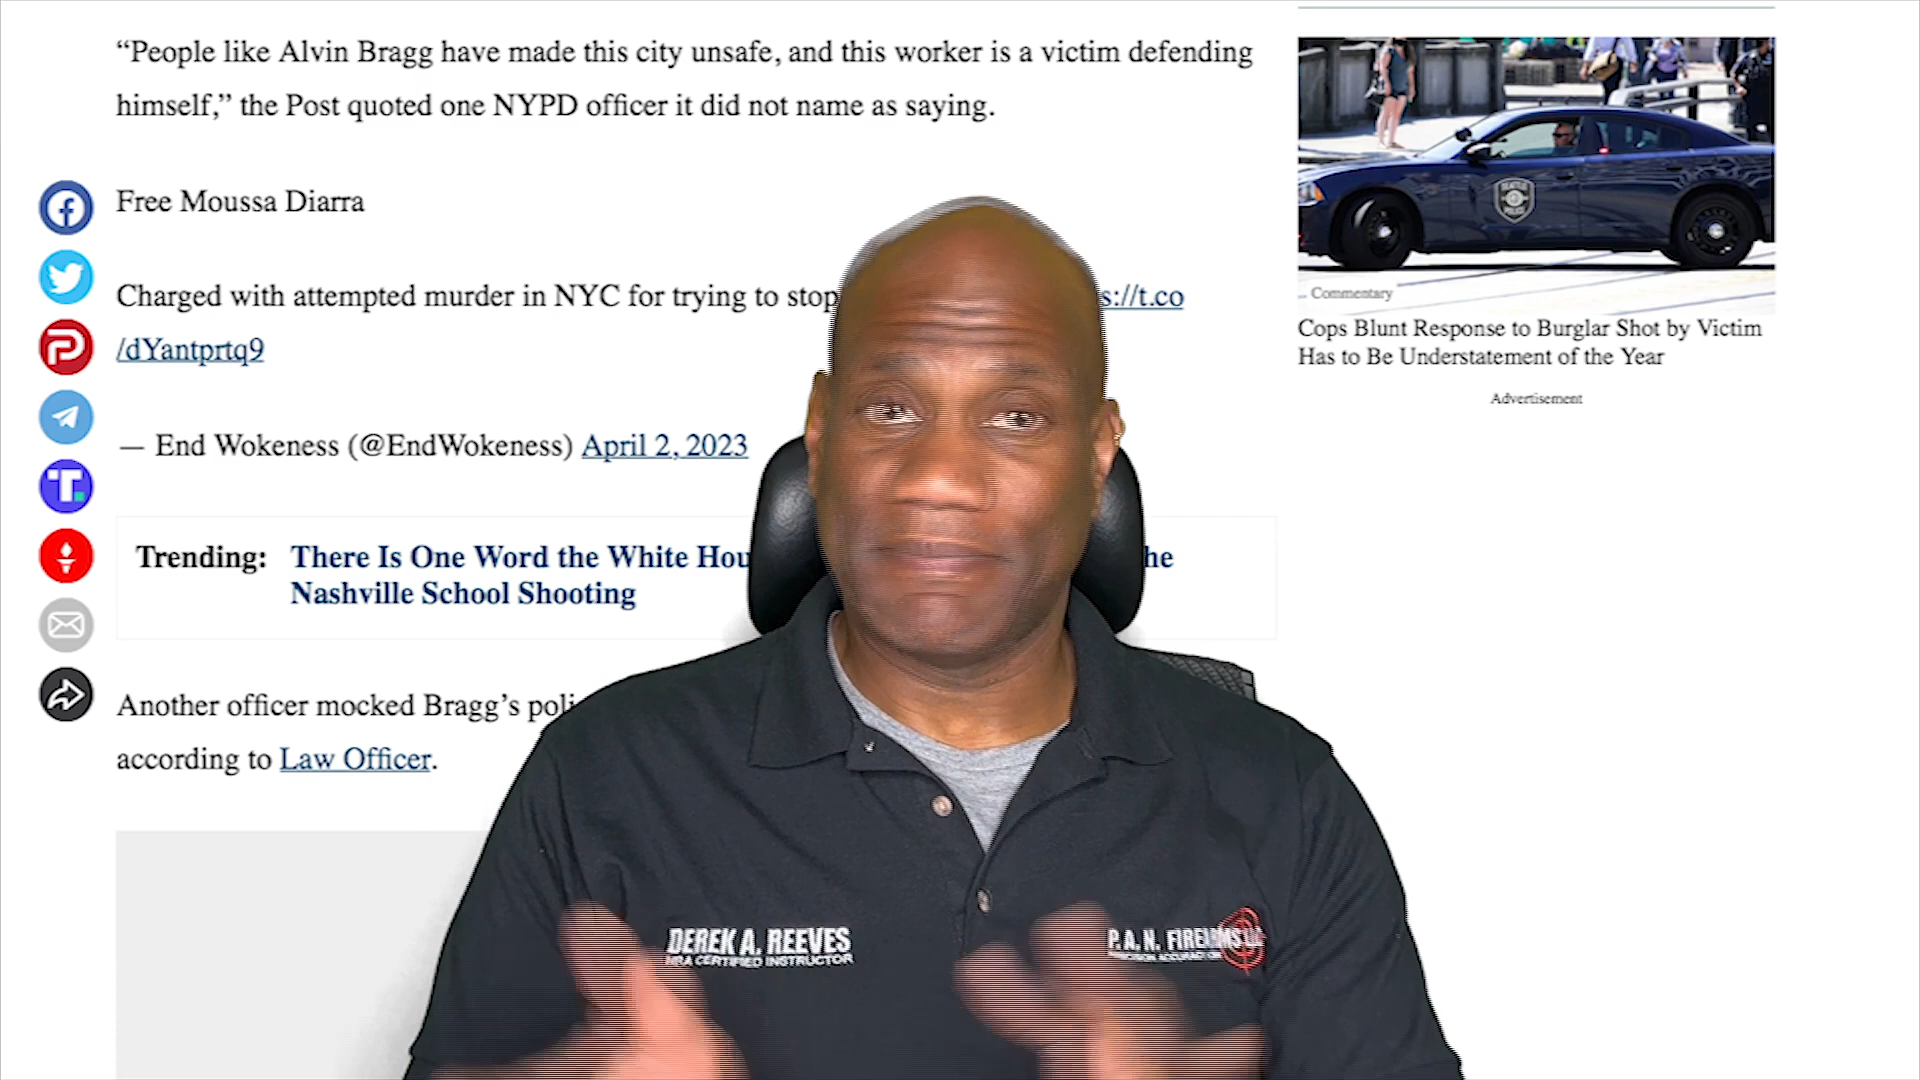 “People like Alvin Bragg have made this city unsafe, and this worker is a victim defending
himself,” the Post quoted one NYPD officer it did not name as saying.
Free Moussa Diarra
Charged with attempted murder in NYC for trying to stop s://t.co
/dYantprtq9
— End Wokeness (@EndWokeness) April 2, 2023
Trending: There Is One Word the White Hou he
Nashville School Shooting
Another officer mocked Bragg’s poli
according to Law Officer.
Commentary
Cops Blunt Response to Burglar Shot by Victim
Has to Be Understatement of the Year
Advertisement
DEREK A. REEVES
NRA CERTIFIED INSTRUCTOR
P.A.N. FIREARMS